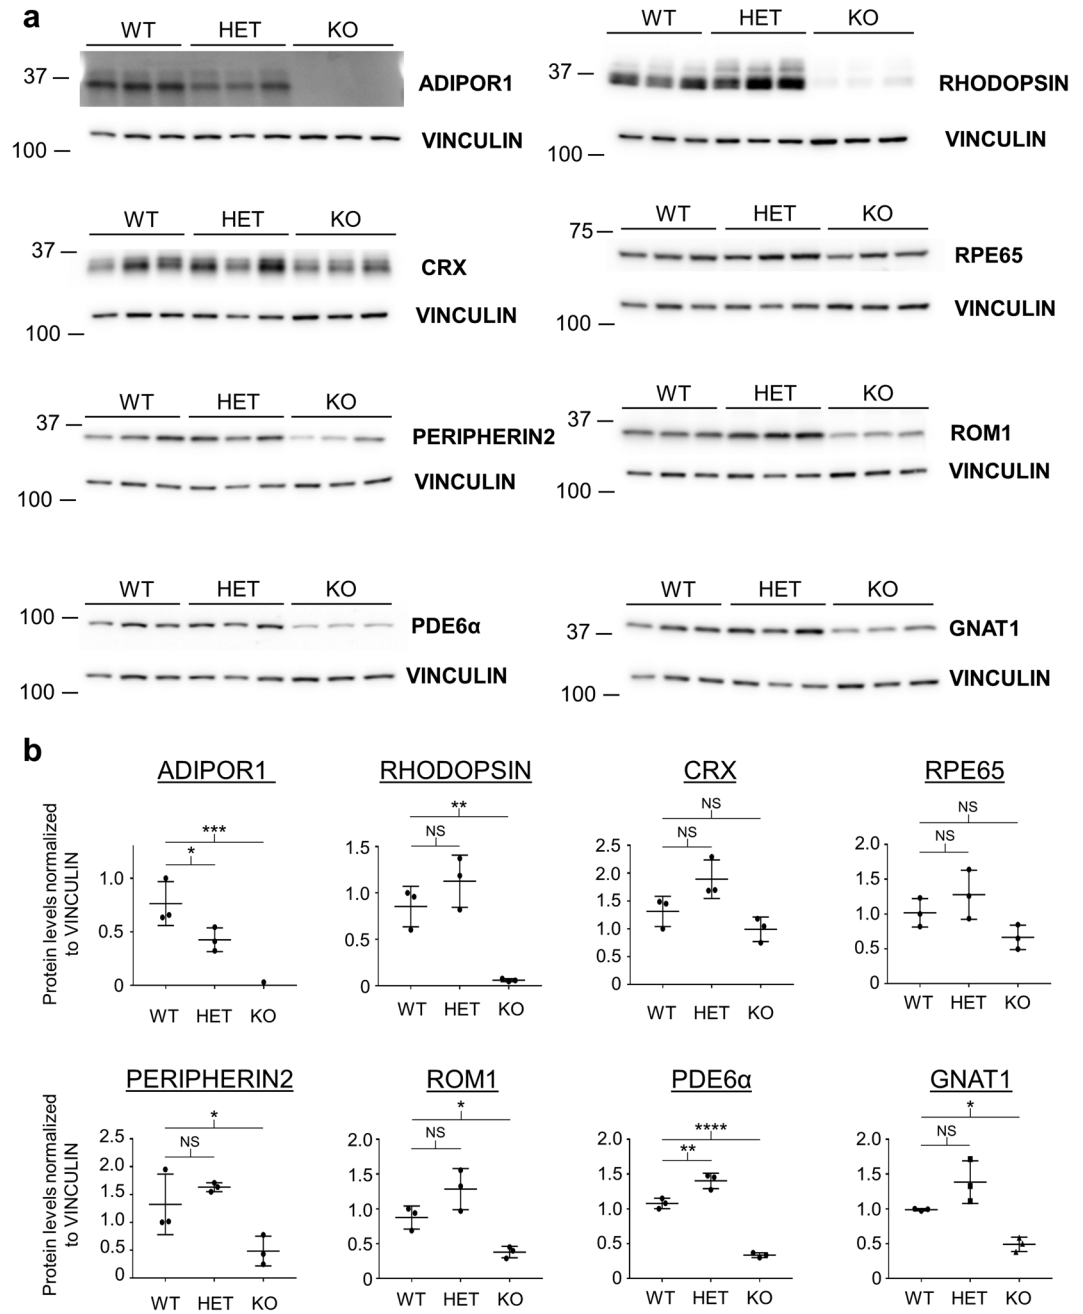 a
WT HET KO
37
ADIPOR1
VINCULIN
100
WT HET KO
37
RHODOPSIN
VINCULIN
100
WT HET KO
37
CRX
VINCULIN
100
WT HET KO
75
RPE65
VINCULIN
100
WT HET KO
37
PERIPHERIN2
VINCULIN
100
WT HET KO
37
ROM1
VINCULIN
100
WT HET KO
100
PDE6α
VINCULIN
100
WT HET KO
37
GNAT1
VINCULIN
100
b
ADIPOR1
Protein levels normalized
to VINCULIN
***
*
1.0
0.5
0
WT HET KO
RHODOPSIN
**
NS
1.5
1.0
0.5
0
WT HET KO
CRX
NS
NS
2.5
2.0
1.5
1.0
0.5
0
WT HET KO
RPE65
NS
NS
2.0
1.5
1.0
0.5
0
WT HET KO
PERIPHERIN2
Protein levels normalized
to VINCULIN
*
NS
2.5
2.0
1.5
1.0
0.5
0
WT HET KO
ROM1
*
NS
2.0
1.5
1.0
0.5
0
WT HET KO
PDE6α
****
**
2.0
1.5
1.0
0.5
0
WT HET KO
GNAT1
*
NS
2.0
1.5
1.0
0.5
0
WT HET KO